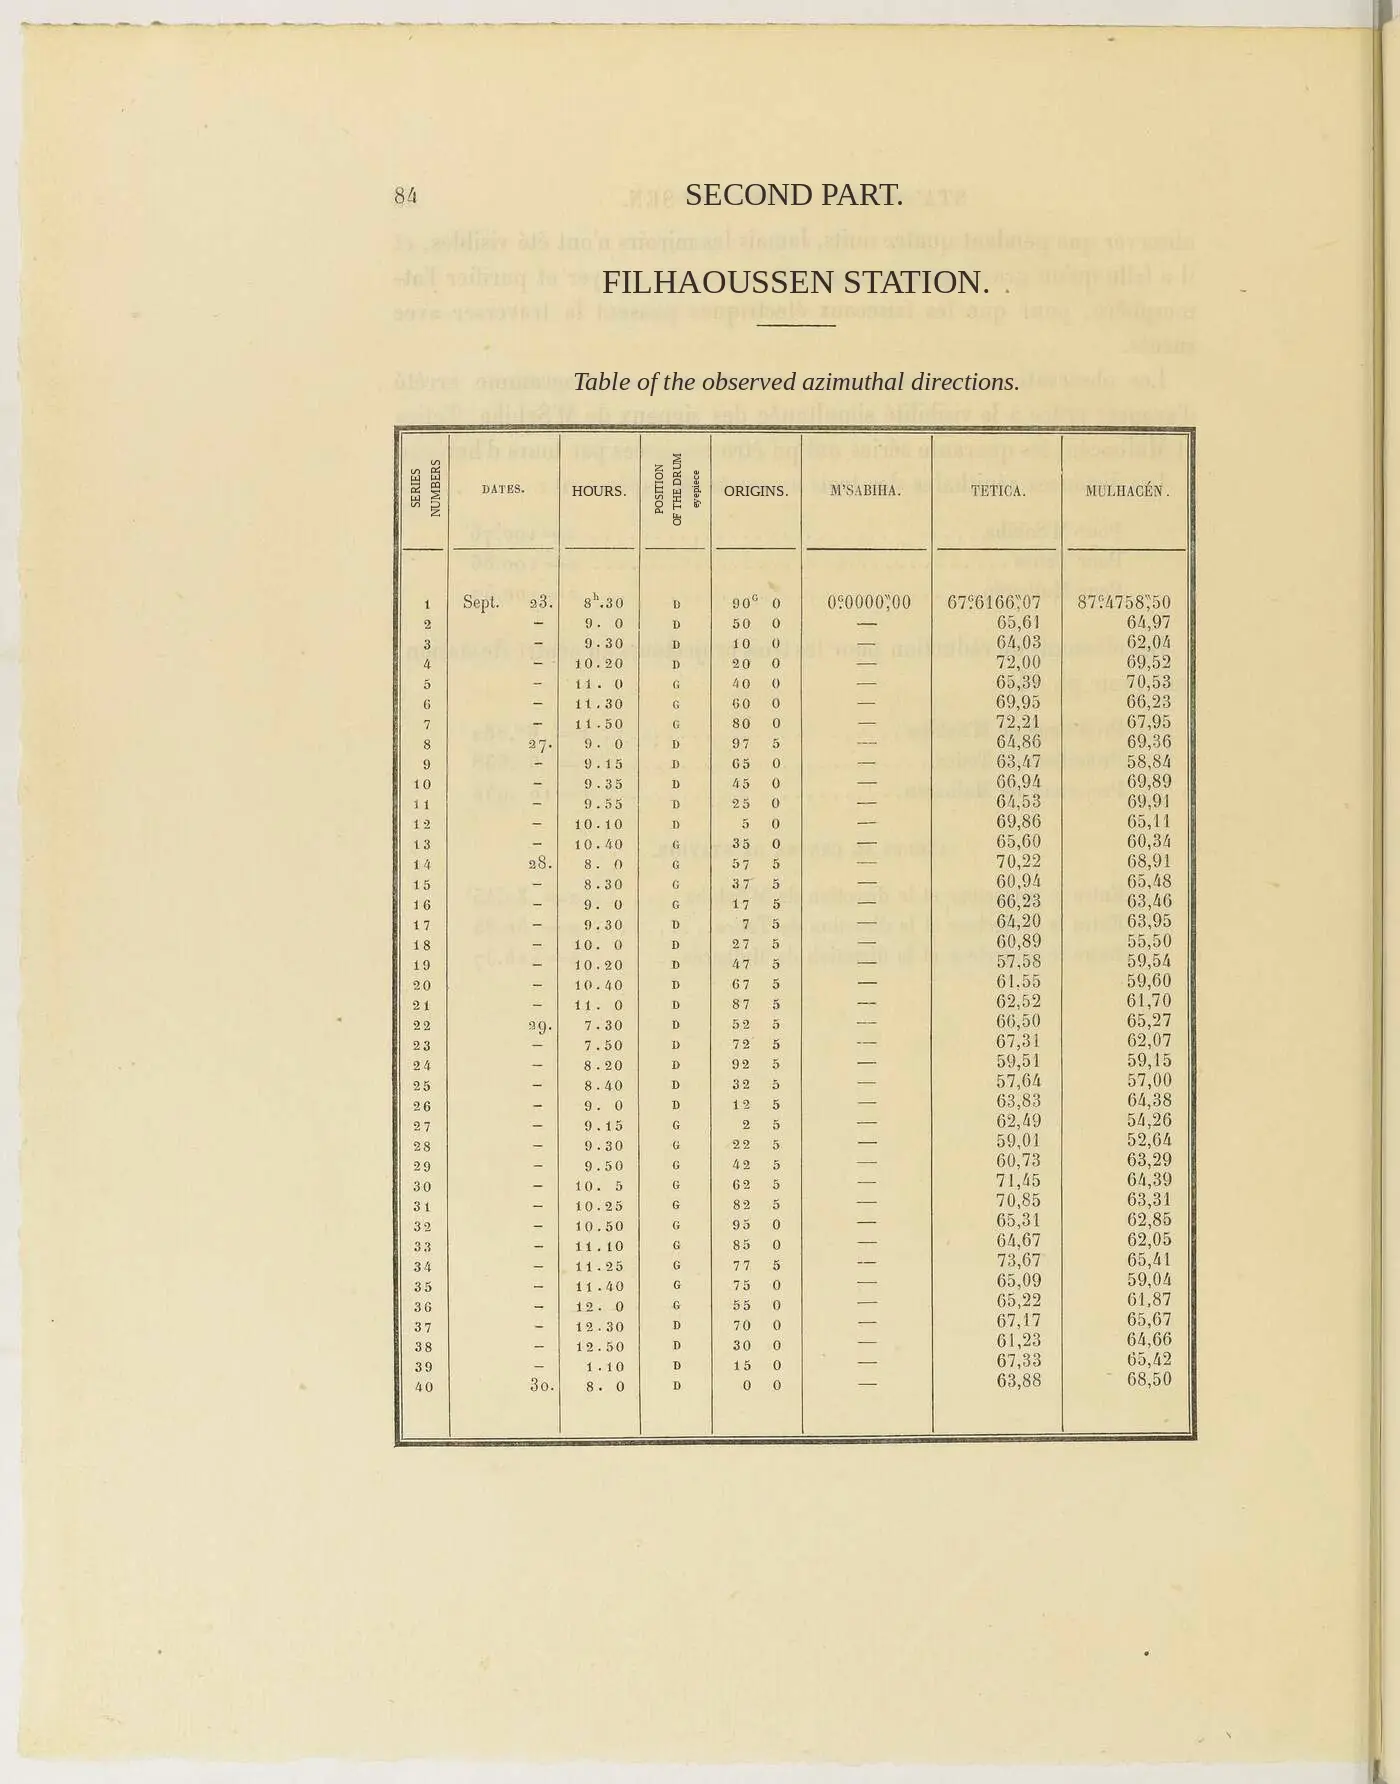 84
SECOND PART.
FILHAOUSSEN STATION.
Table of the observed azimuthal directions.
SERIES NUMBERS DATES. HOURS. POSITION OF THE DRUM eyepiece ORIGINS. M'SABIHA. TETICA. MULHACÉN.
1 Sept. 23. 8h.30 D 90G 0 0G,0000",00 67G,6166",07 87G,4758",50
2 — 9. 0 D 50 0 — 65,61 64,97
3 — 9.30 D 10 0 — 64,03 62,04
4 — 10.20 D 20 0 — 72,00 69,52
5 — 11. 0 G 40 0 — 65,39 70,53
6 — 11.30 G 60 0 — 69,95 66,23
7 — 11.50 G 80 0 — 72,21 67,95
8 27. 9. 0 D 97 5 — 64,86 69,36
9 — 9.15 D 65 0 — 63,47 58,84
10 — 9.35 D 45 0 — 66,94 69,89
11 — 9.55 D 25 0 — 64,53 69,91
12 — 10.10 D 5 0 — 69,86 65,11
13 — 10.40 G 35 0 — 65,60 60,34
14 28. 8. 0 G 57 5 — 70,22 68,91
15 — 8.30 G 37 5 — 60,94 65,48
16 — 9. 0 G 17 5 — 66,23 63,46
17 — 9.30 D 7 5 — 64,20 63,95
18 — 10. 0 D 27 5 — 60,89 55,50
19 — 10.20 D 47 5 — 57,58 59,54
20 — 10.40 D 67 5 — 61,55 59,60
21 — 11. 0 D 87 5 — 62,52 61,70
22 29. 7.30 D 52 5 — 66,50 65,27
23 — 7.50 D 72 5 — 67,31 62,07
24 — 8.20 D 92 5 — 59,51 59,15
25 — 8.40 D 32 5 — 57,64 57,00
26 — 9. 0 D 12 5 — 63,83 64,38
27 — 9.15 G 2 5 — 62,49 54,26
28 — 9.30 G 22 5 — 59,01 52,64
29 — 9.50 G 42 5 — 60,73 63,29
30 — 10. 5 G 62 5 — 71,45 64,39
31 — 10.25 G 82 5 — 70,85 63,31
32 — 10.50 G 95 0 — 65,31 62,85
33 — 11.10 G 85 0 — 64,67 62,05
34 — 11.25 G 77 5 — 73,67 65,41
35 — 11.40 G 75 0 — 65,09 59,04
36 — 12. 0 G 55 0 — 65,22 61,87
37 — 12.30 D 70 0 — 67,17 65,67
38 — 12.50 D 30 0 — 61,23 64,66
39 — 1.10 D 15 0 — 67,33 65,42
40 30. 8. 0 D 0 0 — 63,88 68,50